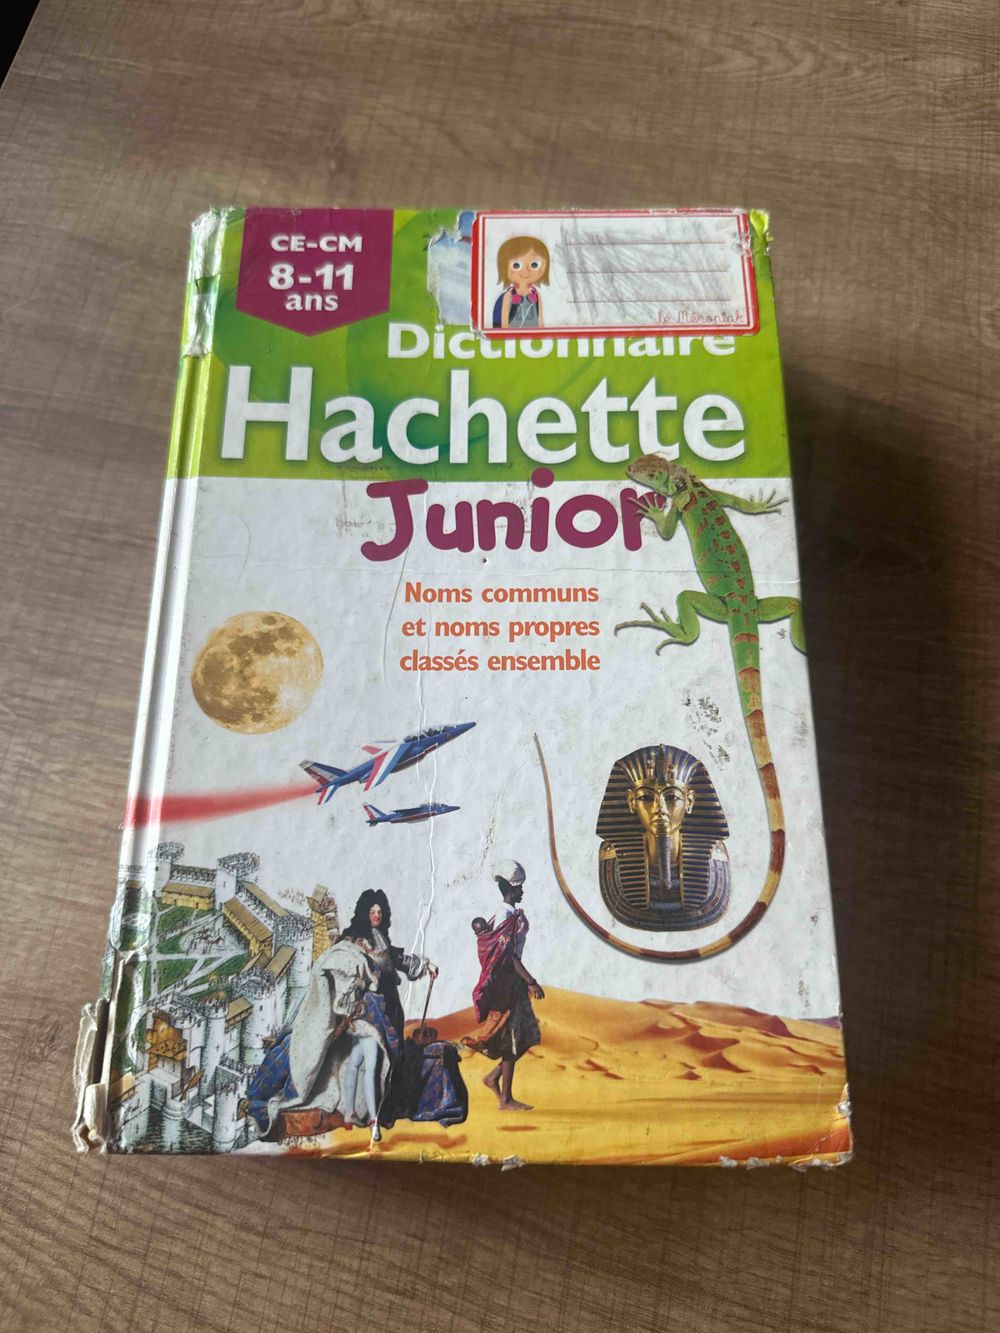 CE-CM
8-11
ans
Dictionnaire
Hachette
Junior
Noms communs
et noms propres
classés ensemble